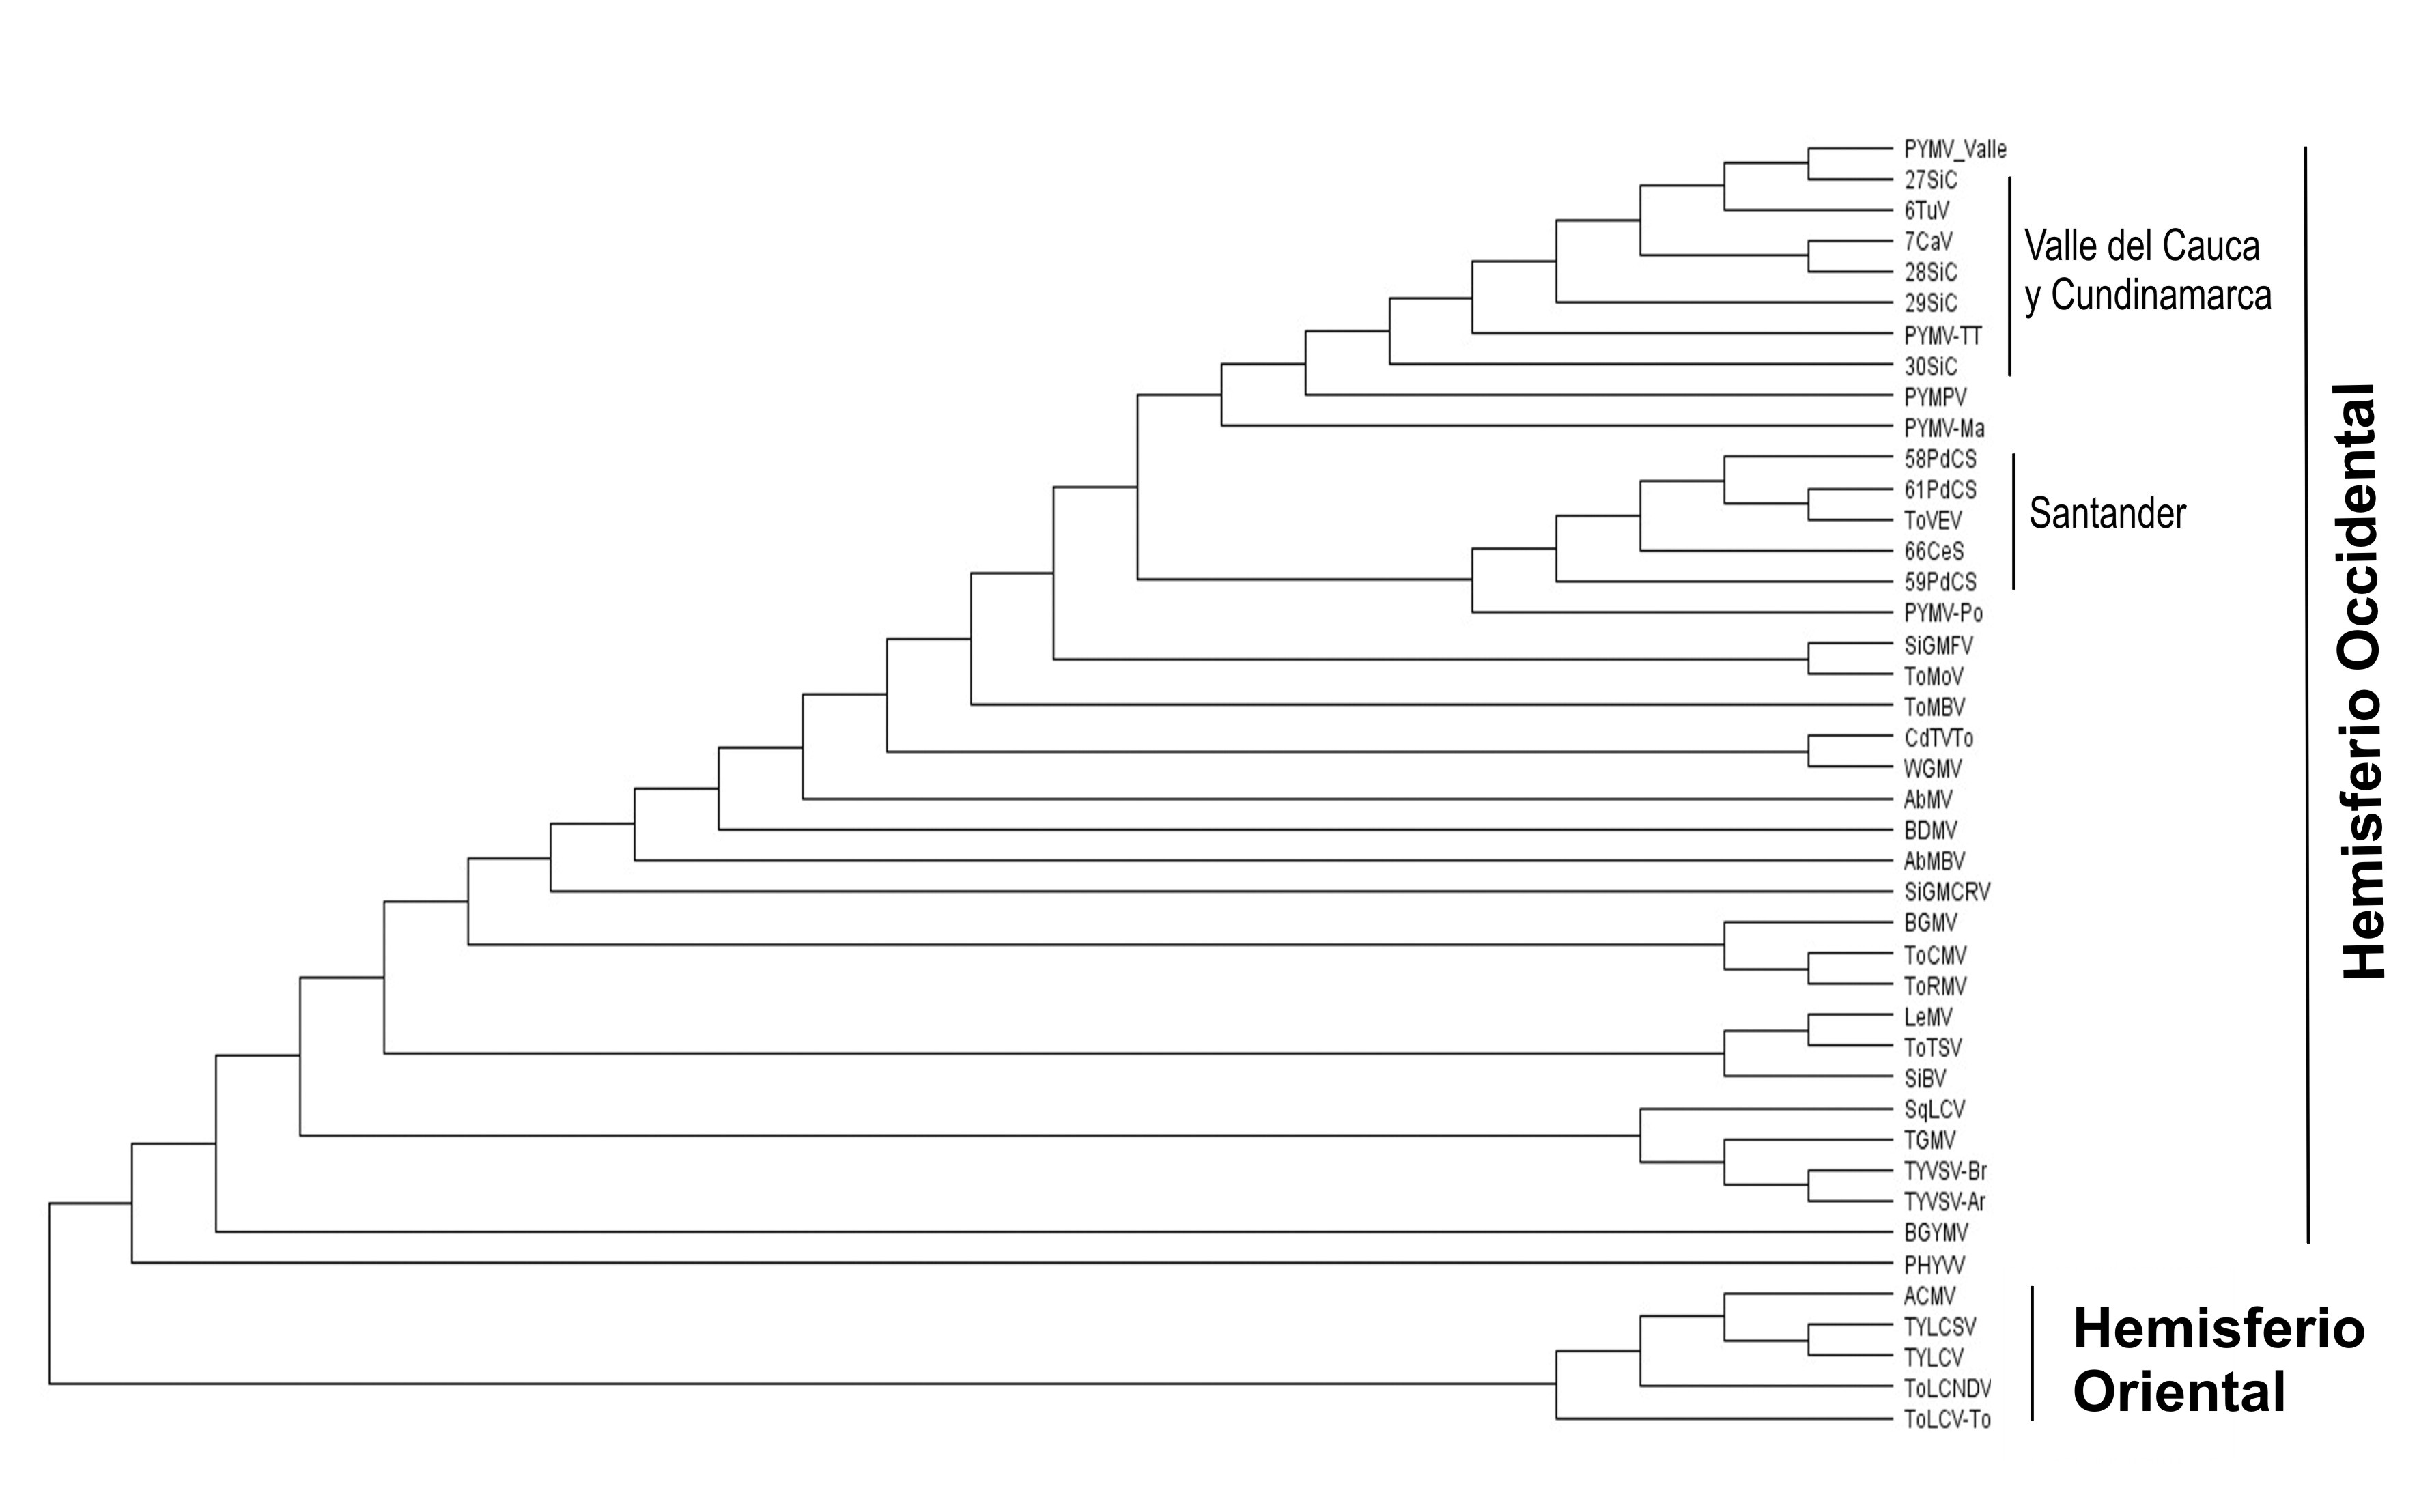 PYMV_Valle
27SiC
6TuV
7CaV
28SiC
29SiC
PYMV-TT
30SiC
Valle del Cauca
y Cundinamarca
PYMPV
PYMV-Ma
58PdCS
61PdCS
ToVEV
66CeS
59PdCS
Santander
PYMV-Po
SiGMFV
ToMoV
ToMBV
CdTVTo
WGMV
AbMV
BDMV
AbMBV
SiGMCRV
BGMV
ToCMV
ToRMV
LeMV
ToTSV
SiBV
SqLCV
TGMV
TYVSV-Br
TYVSV-Ar
BGYMV
PHYVV
Hemisferio Occidental
ACMV
TYLCSV
TYLCV
ToLCNDV
ToLCV-To
Hemisferio
Oriental